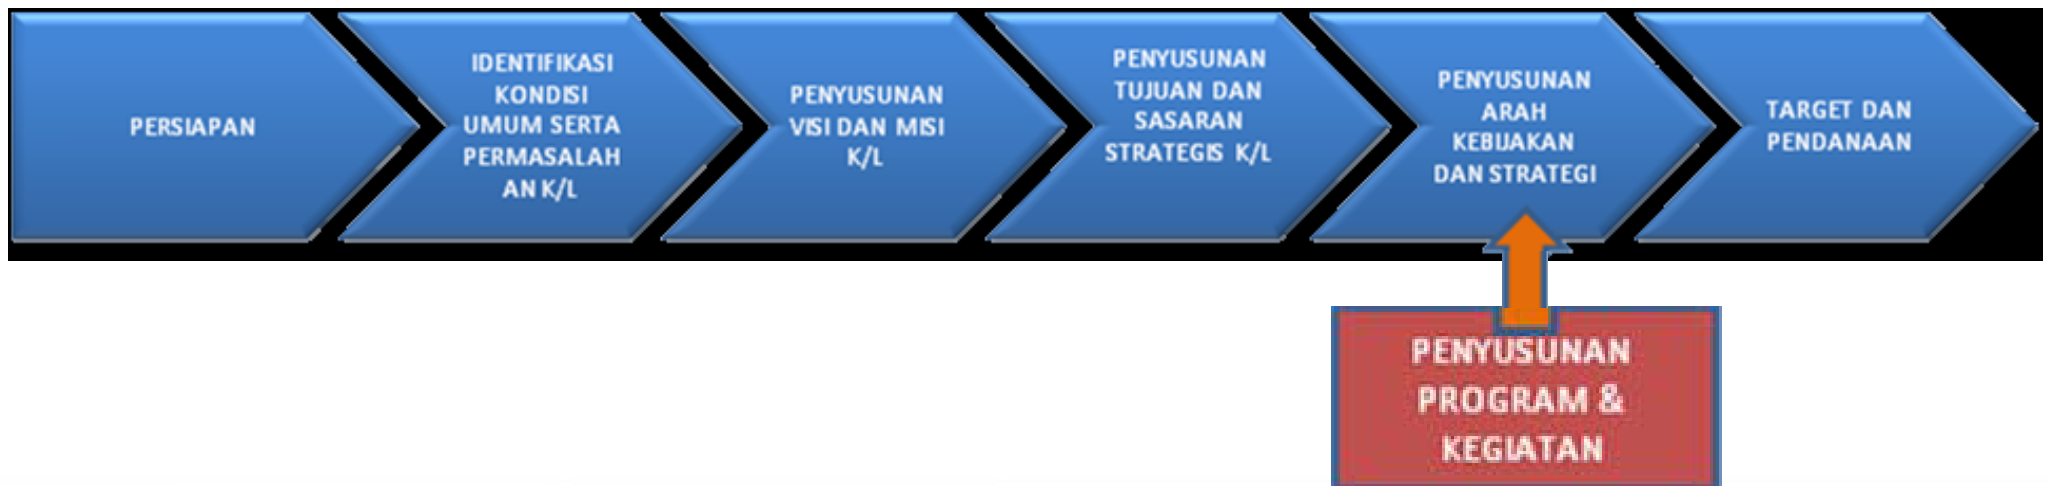 PERSIAPAN
IDENTIFIKASI
KONDISI
UMUM SERTA
PERMASALAH
AN K/L
PENYUSUNAN
VISI DAN MISI
K/L
PENYUSUNAN
TUJUAN DAN
SASARAN
STRATEGIS K/L
PENYUSUNAN
ARAH
KEBIJAKAN
DAN STRATEGI
TARGET DAN
PENDANAAN
PENYUSUNAN
PROGRAM &
KEGIATAN